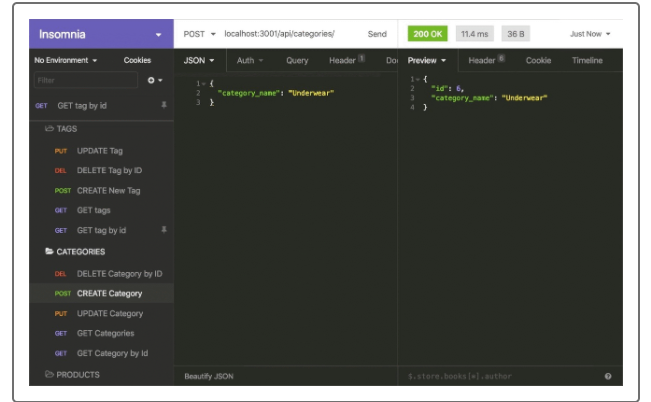 Insomnia
POST localhost:3001/api/categories/ Send
200 OK 11.4 ms 36 B Just Now
No Environment Cookies
JSON Auth Query Header 1 Do
Preview Header 8 Cookie Timeline
Filter
GET GET tag by id
TAGS
PUT UPDATE Tag
DEL DELETE Tag by ID
POST CREATE New Tag
GET GET tags
GET GET tag by id
CATEGORIES
DEL DELETE Category by ID
POST CREATE Category
PUT UPDATE Category
GET GET Categories
GET GET Category by Id
PRODUCTS
1 {
2 "category_name": "Underwear"
3 }
Beautify JSON
1 {
2 "id": 6,
3 "category_name": "Underwear"
4 }
$.store.books[*].author